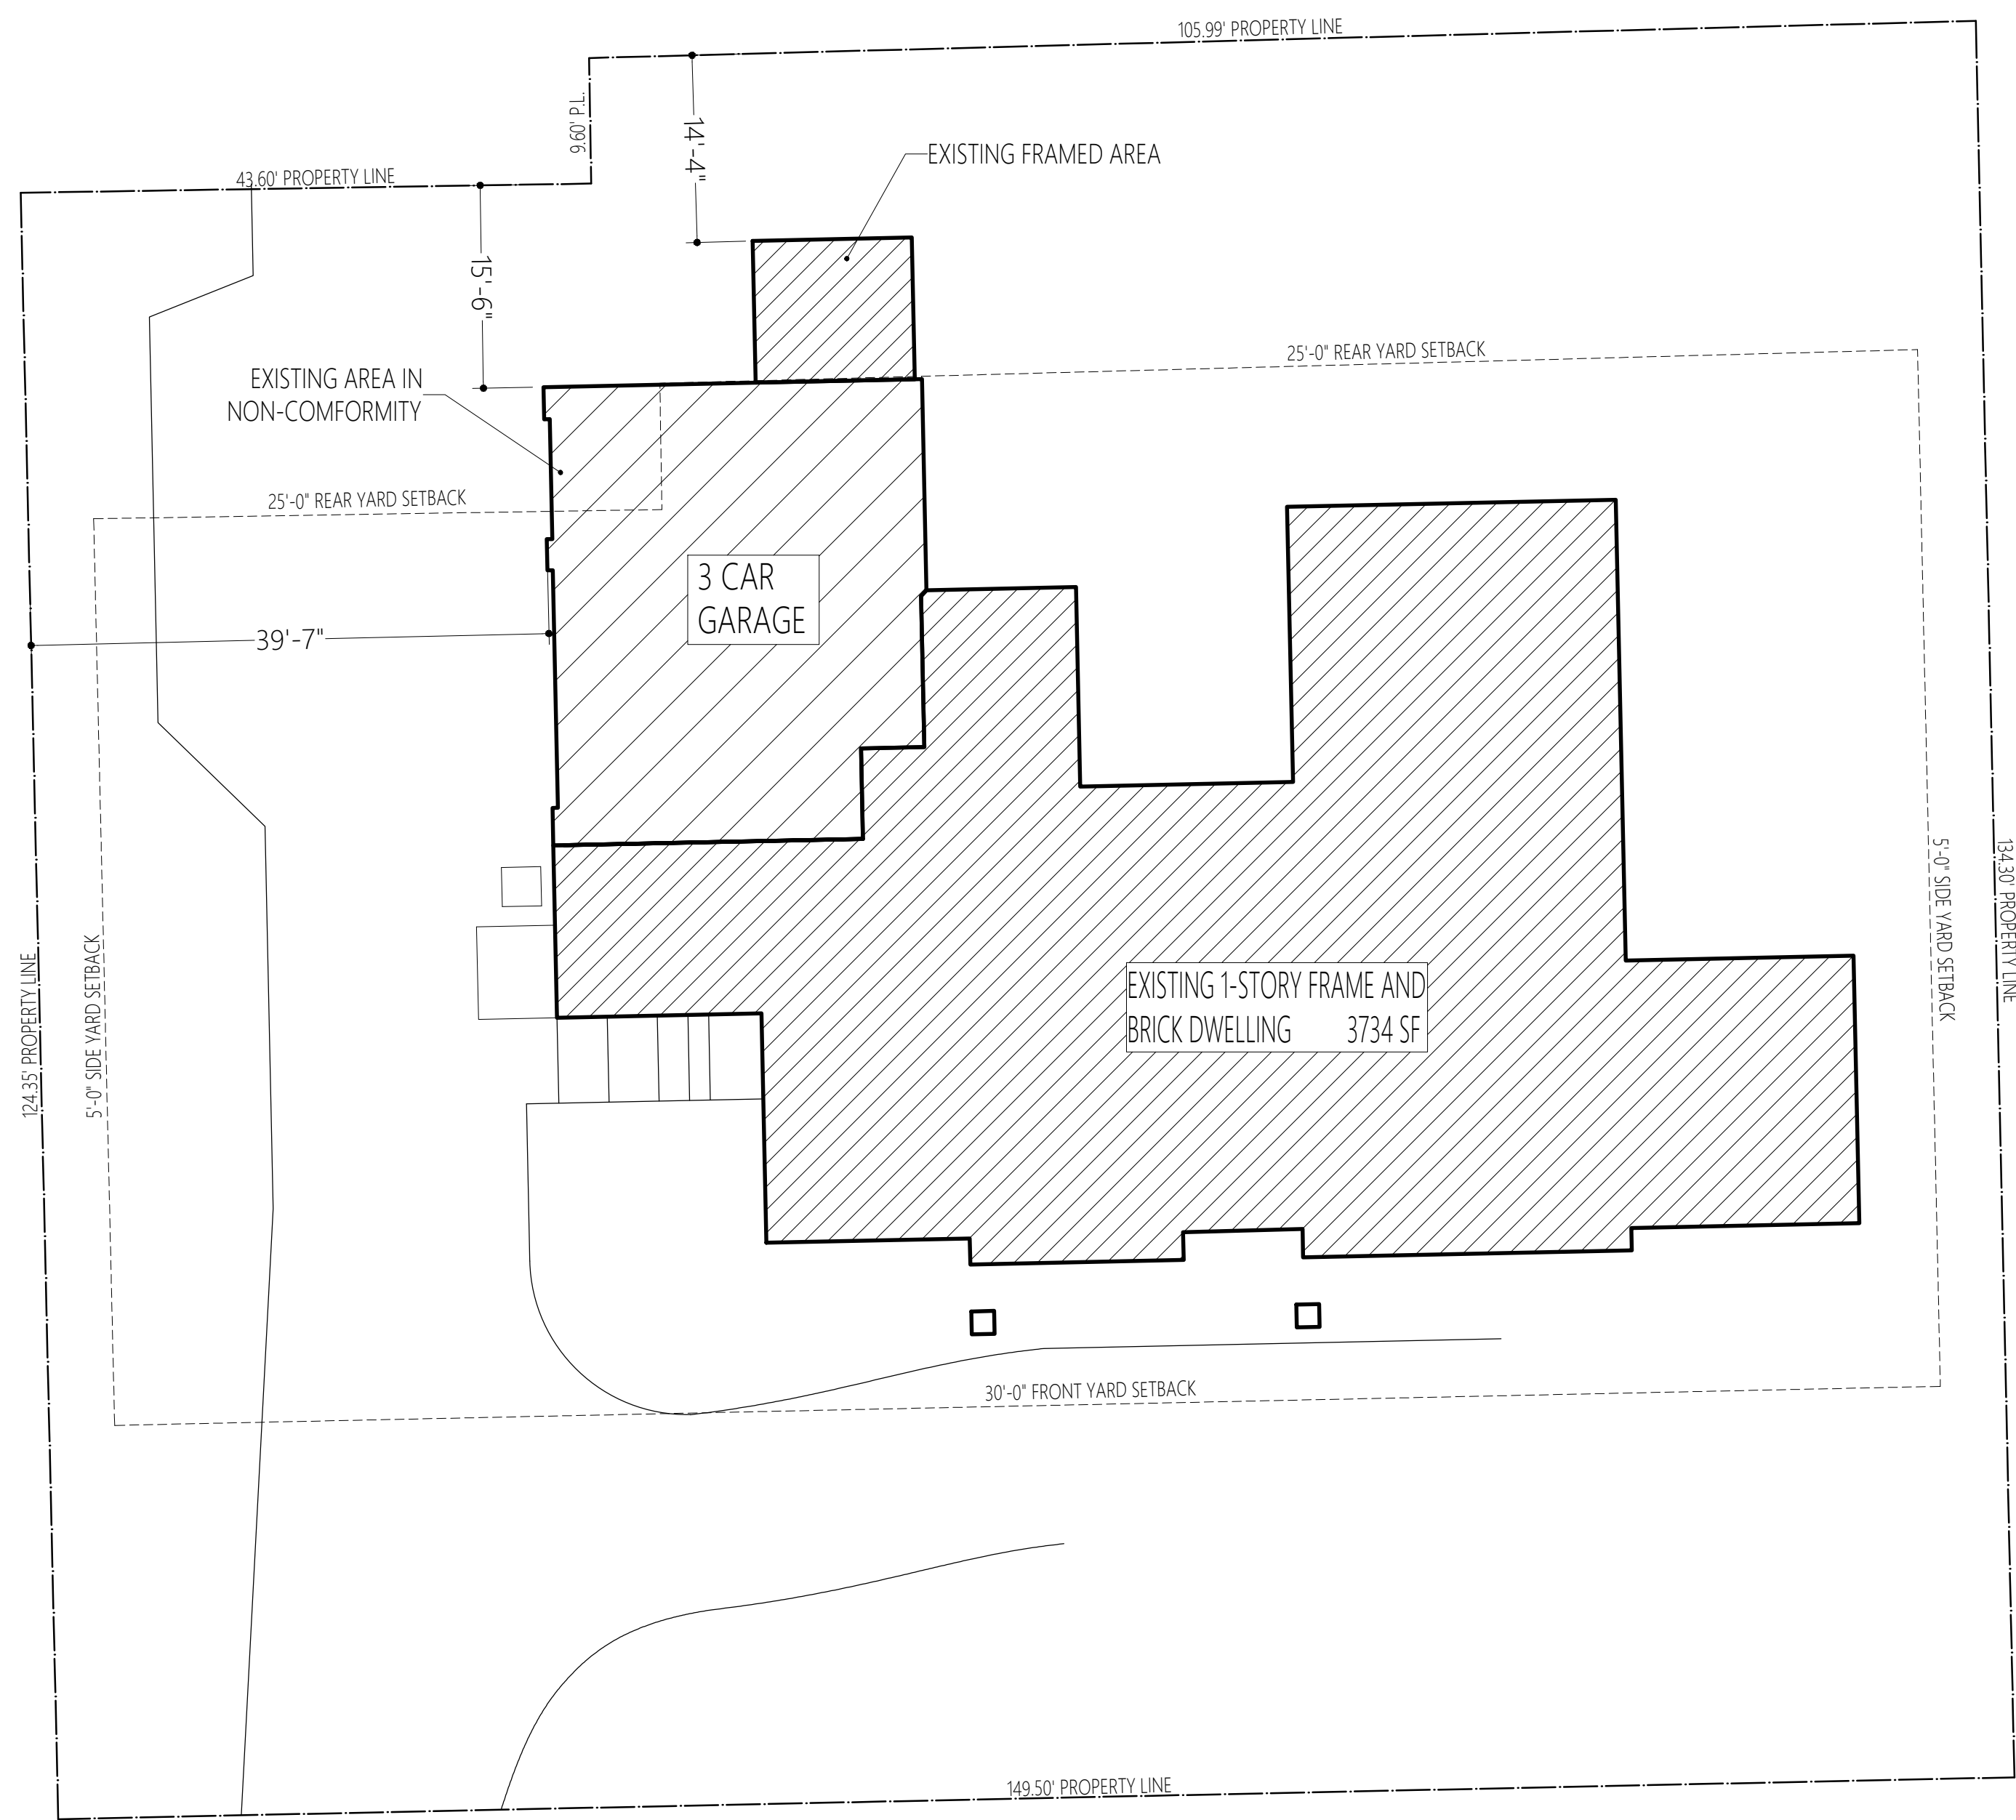 105.99' PROPERTY LINE
9.60' P.L.
14'-4"
EXISTING FRAMED AREA
43.60' PROPERTY LINE
15'-6"
25'-0" REAR YARD SETBACK
EXISTING AREA IN
NON-COMFORMITY
25'-0" REAR YARD SETBACK
3 CAR
GARAGE
39'-7"
5'-0" SIDE YARD SETBACK
134.30' PROPERTY LINE
124.35' PROPERTY LINE
5'-0" SIDE YARD SETBACK
EXISTING 1-STORY FRAME AND
BRICK DWELLING 3734 SF
30'-0" FRONT YARD SETBACK
149.50' PROPERTY LINE